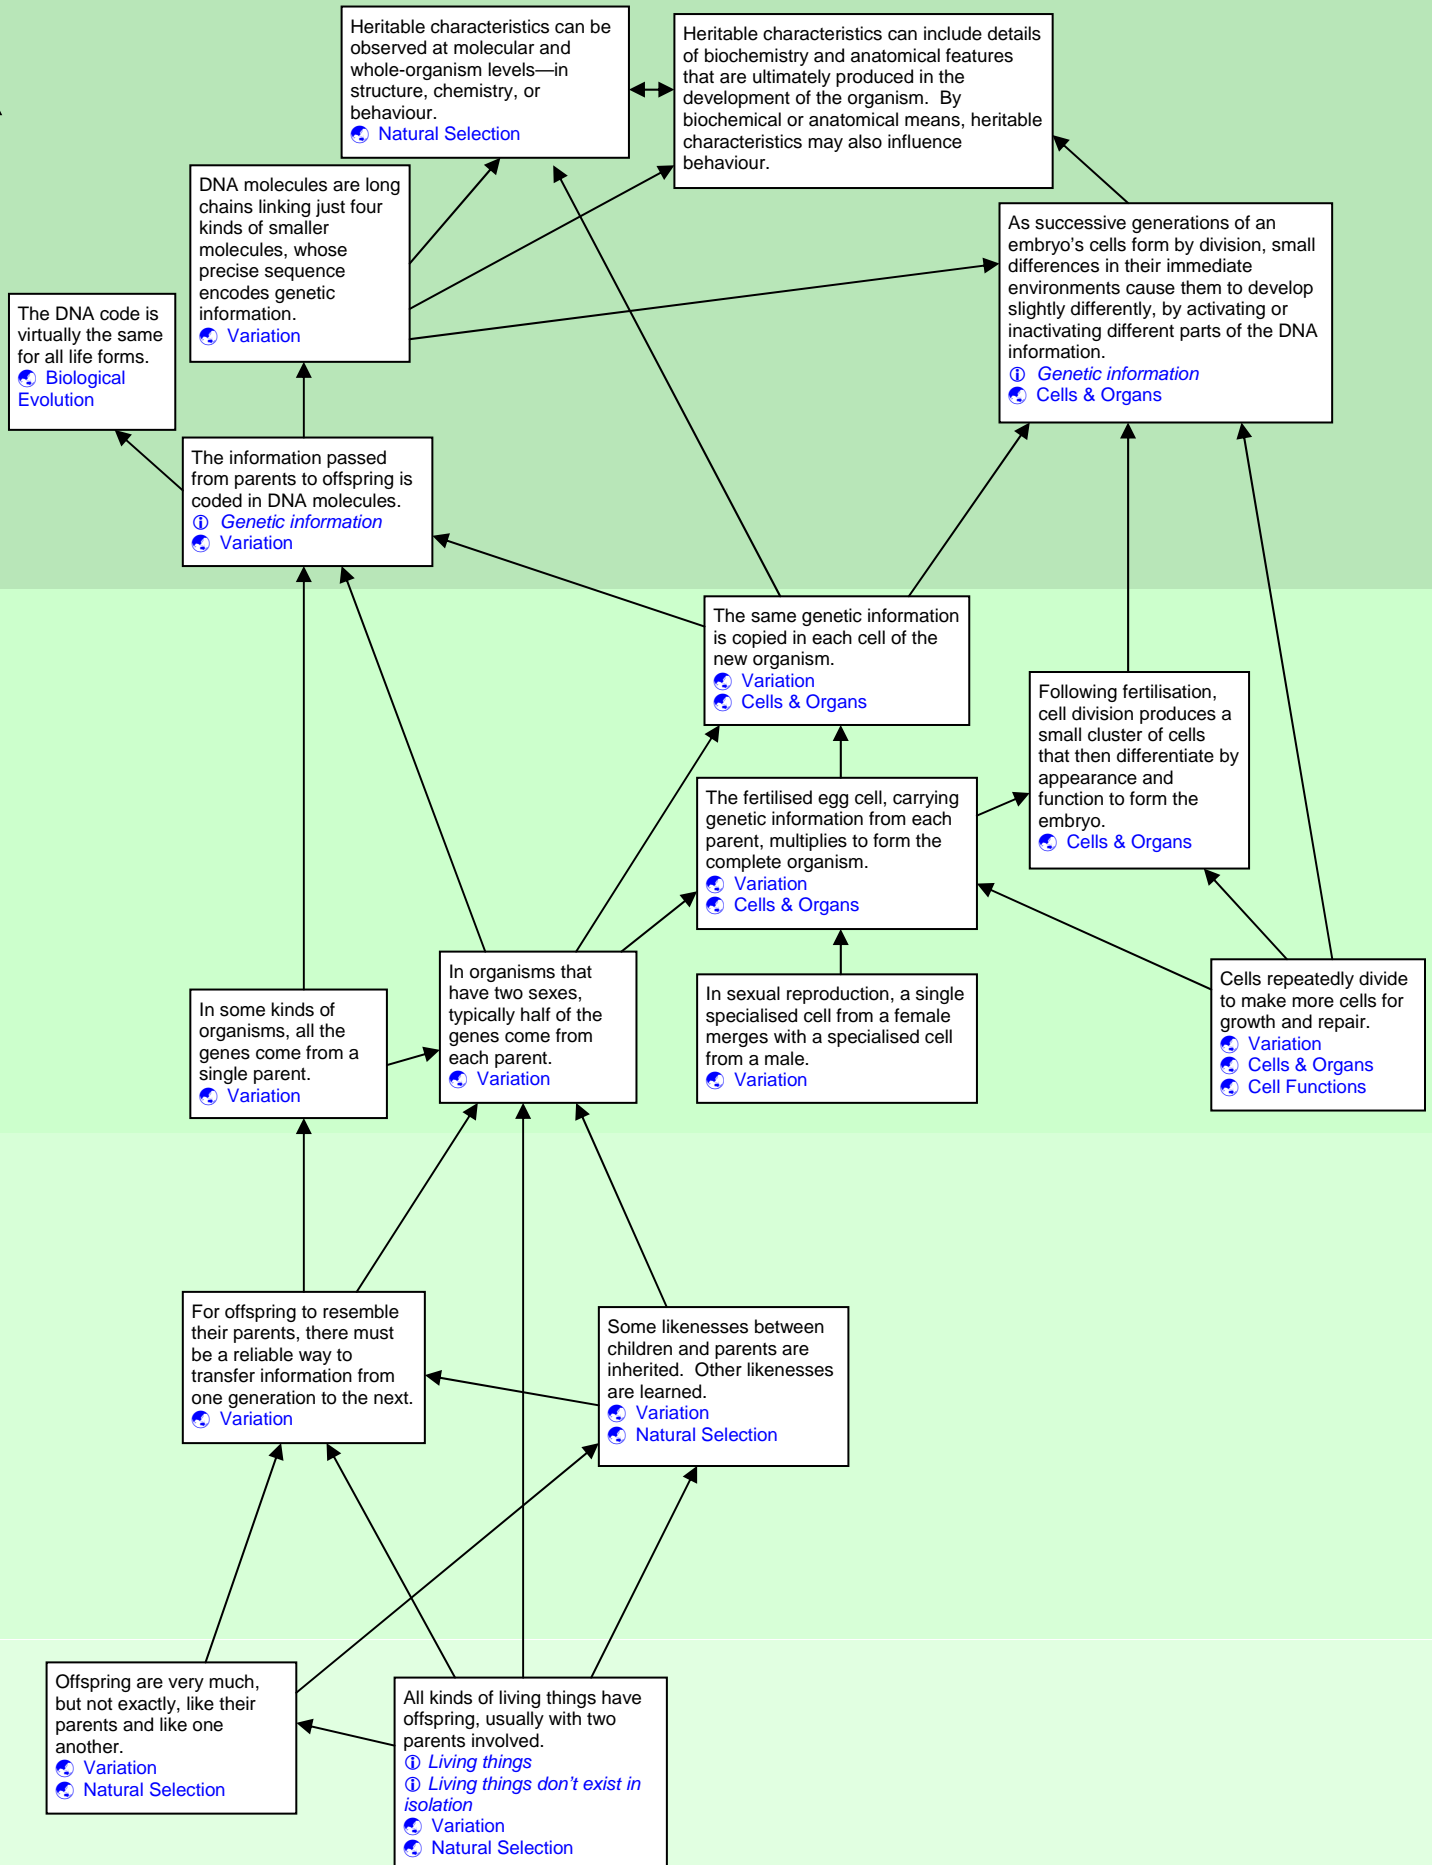 Heritable characteristics can be
observed at molecular and
whole-organism levels—in
structure, chemistry, or
behaviour.
Natural Selection
Heritable characteristics can include details
of biochemistry and anatomical features
that are ultimately produced in the
development of the organism. By
biochemical or anatomical means, heritable
characteristics may also influence
behaviour.
DNA molecules are long
chains linking just four
kinds of smaller
molecules, whose
precise sequence
encodes genetic
information.
Variation
As successive generations of an
embryo's cells form by division, small
differences in their immediate
environments cause them to develop
slightly differently, by activating or
inactivating different parts of the DNA
information.
Genetic information
Cells & Organs
The DNA code is
virtually the same
for all life forms.
Biological
Evolution
The information passed
from parents to offspring is
coded in DNA molecules.
Genetic information
Variation
The same genetic information
is copied in each cell of the
new organism.
Variation
Cells & Organs
Following fertilisation,
cell division produces a
small cluster of cells
that then differentiate by
appearance and
function to form the
embryo.
Cells & Organs
The fertilised egg cell, carrying
genetic information from each
parent, multiplies to form the
complete organism.
Variation
Cells & Organs
In organisms that
have two sexes,
typically half of the
genes come from
each parent.
Variation
In sexual reproduction, a single
specialised cell from a female
merges with a specialised cell
from a male.
Variation
Cells repeatedly divide
to make more cells for
growth and repair.
Variation
Cells & Organs
Cell Functions
In some kinds of
organisms, all the
genes come from a
single parent.
Variation
For offspring to resemble
their parents, there must
be a reliable way to
transfer information from
one generation to the next.
Variation
Some likenesses between
children and parents are
inherited. Other likenesses
are learned.
Variation
Natural Selection
Offspring are very much,
but not exactly, like their
parents and like one
another.
Variation
Natural Selection
All kinds of living things have
offspring, usually with two
parents involved.
Living things
Living things don't exist in
isolation
Variation
Natural Selection